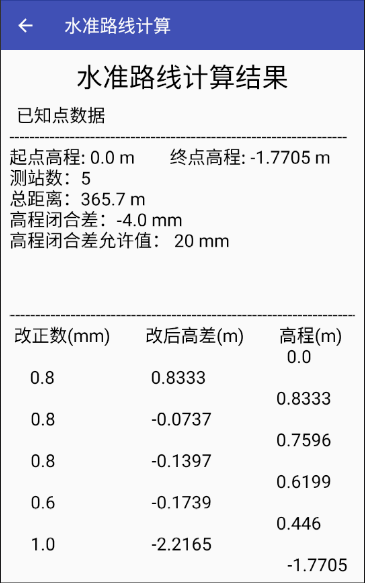 水准路线计算
水准路线计算结果
已知点数据
起点高程: 0.0 m 终点高程: -1.7705 m
测站数：5
总距离：365.7 m
高程闭合差：-4.0 mm
高程闭合差允许值： 20 mm
改正数(mm) 改后高差(m) 高程(m)
0.0
0.8 0.8333
0.8333
0.8 -0.0737
0.7596
0.8 -0.1397
0.6199
0.6 -0.1739
0.446
1.0 -2.2165
-1.7705